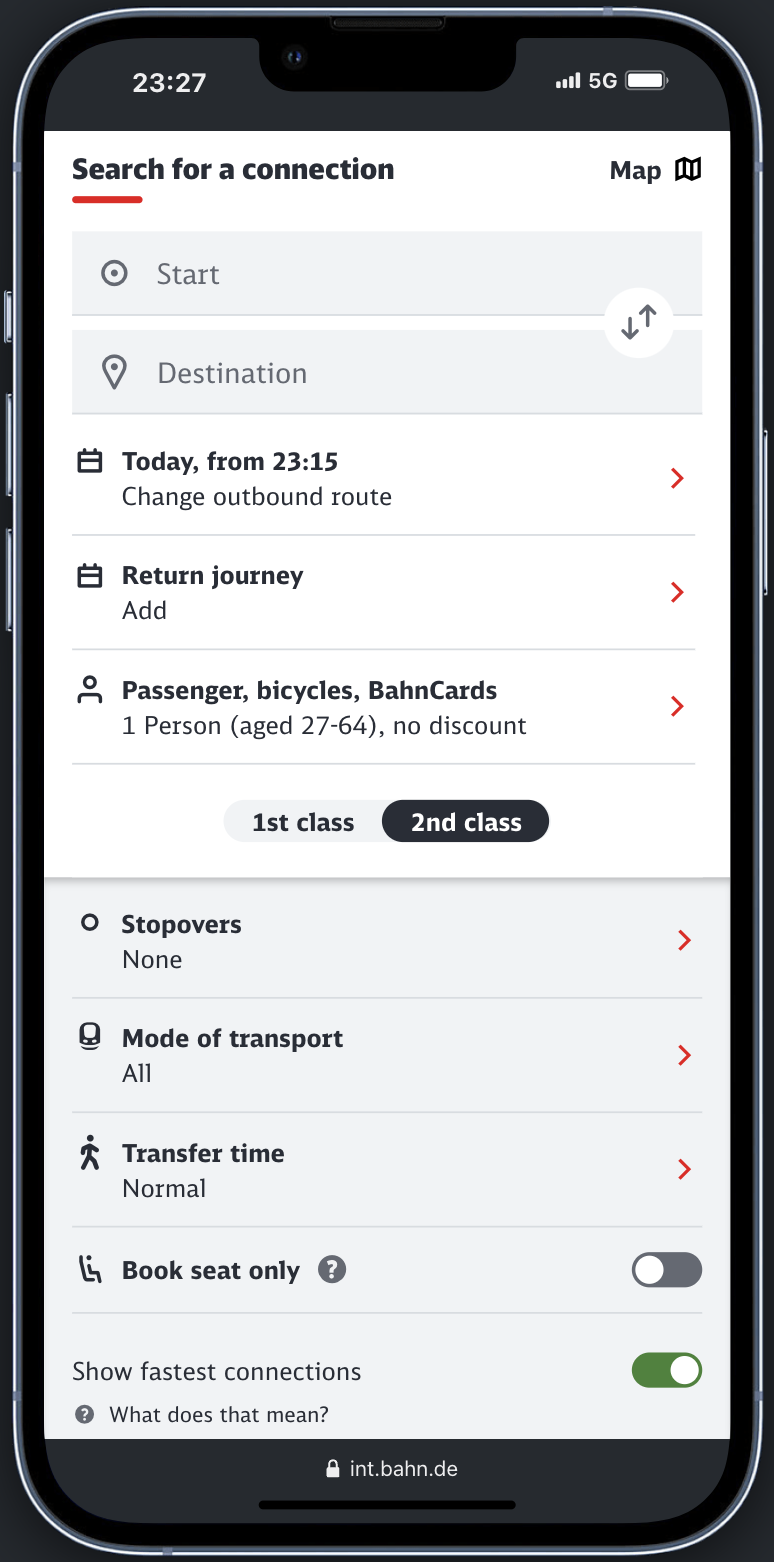 23:27
5G
Search for a connection
Map
Start
Destination
Today, from 23:15
Change outbound route
Return journey
Add
Passenger, bicycles, BahnCards
1 Person (aged 27-64), no discount
1st class
2nd class
Stopovers
None
Mode of transport
All
Transfer time
Normal
Book seat only ?
Show fastest connections
? What does that mean?
int.bahn.de